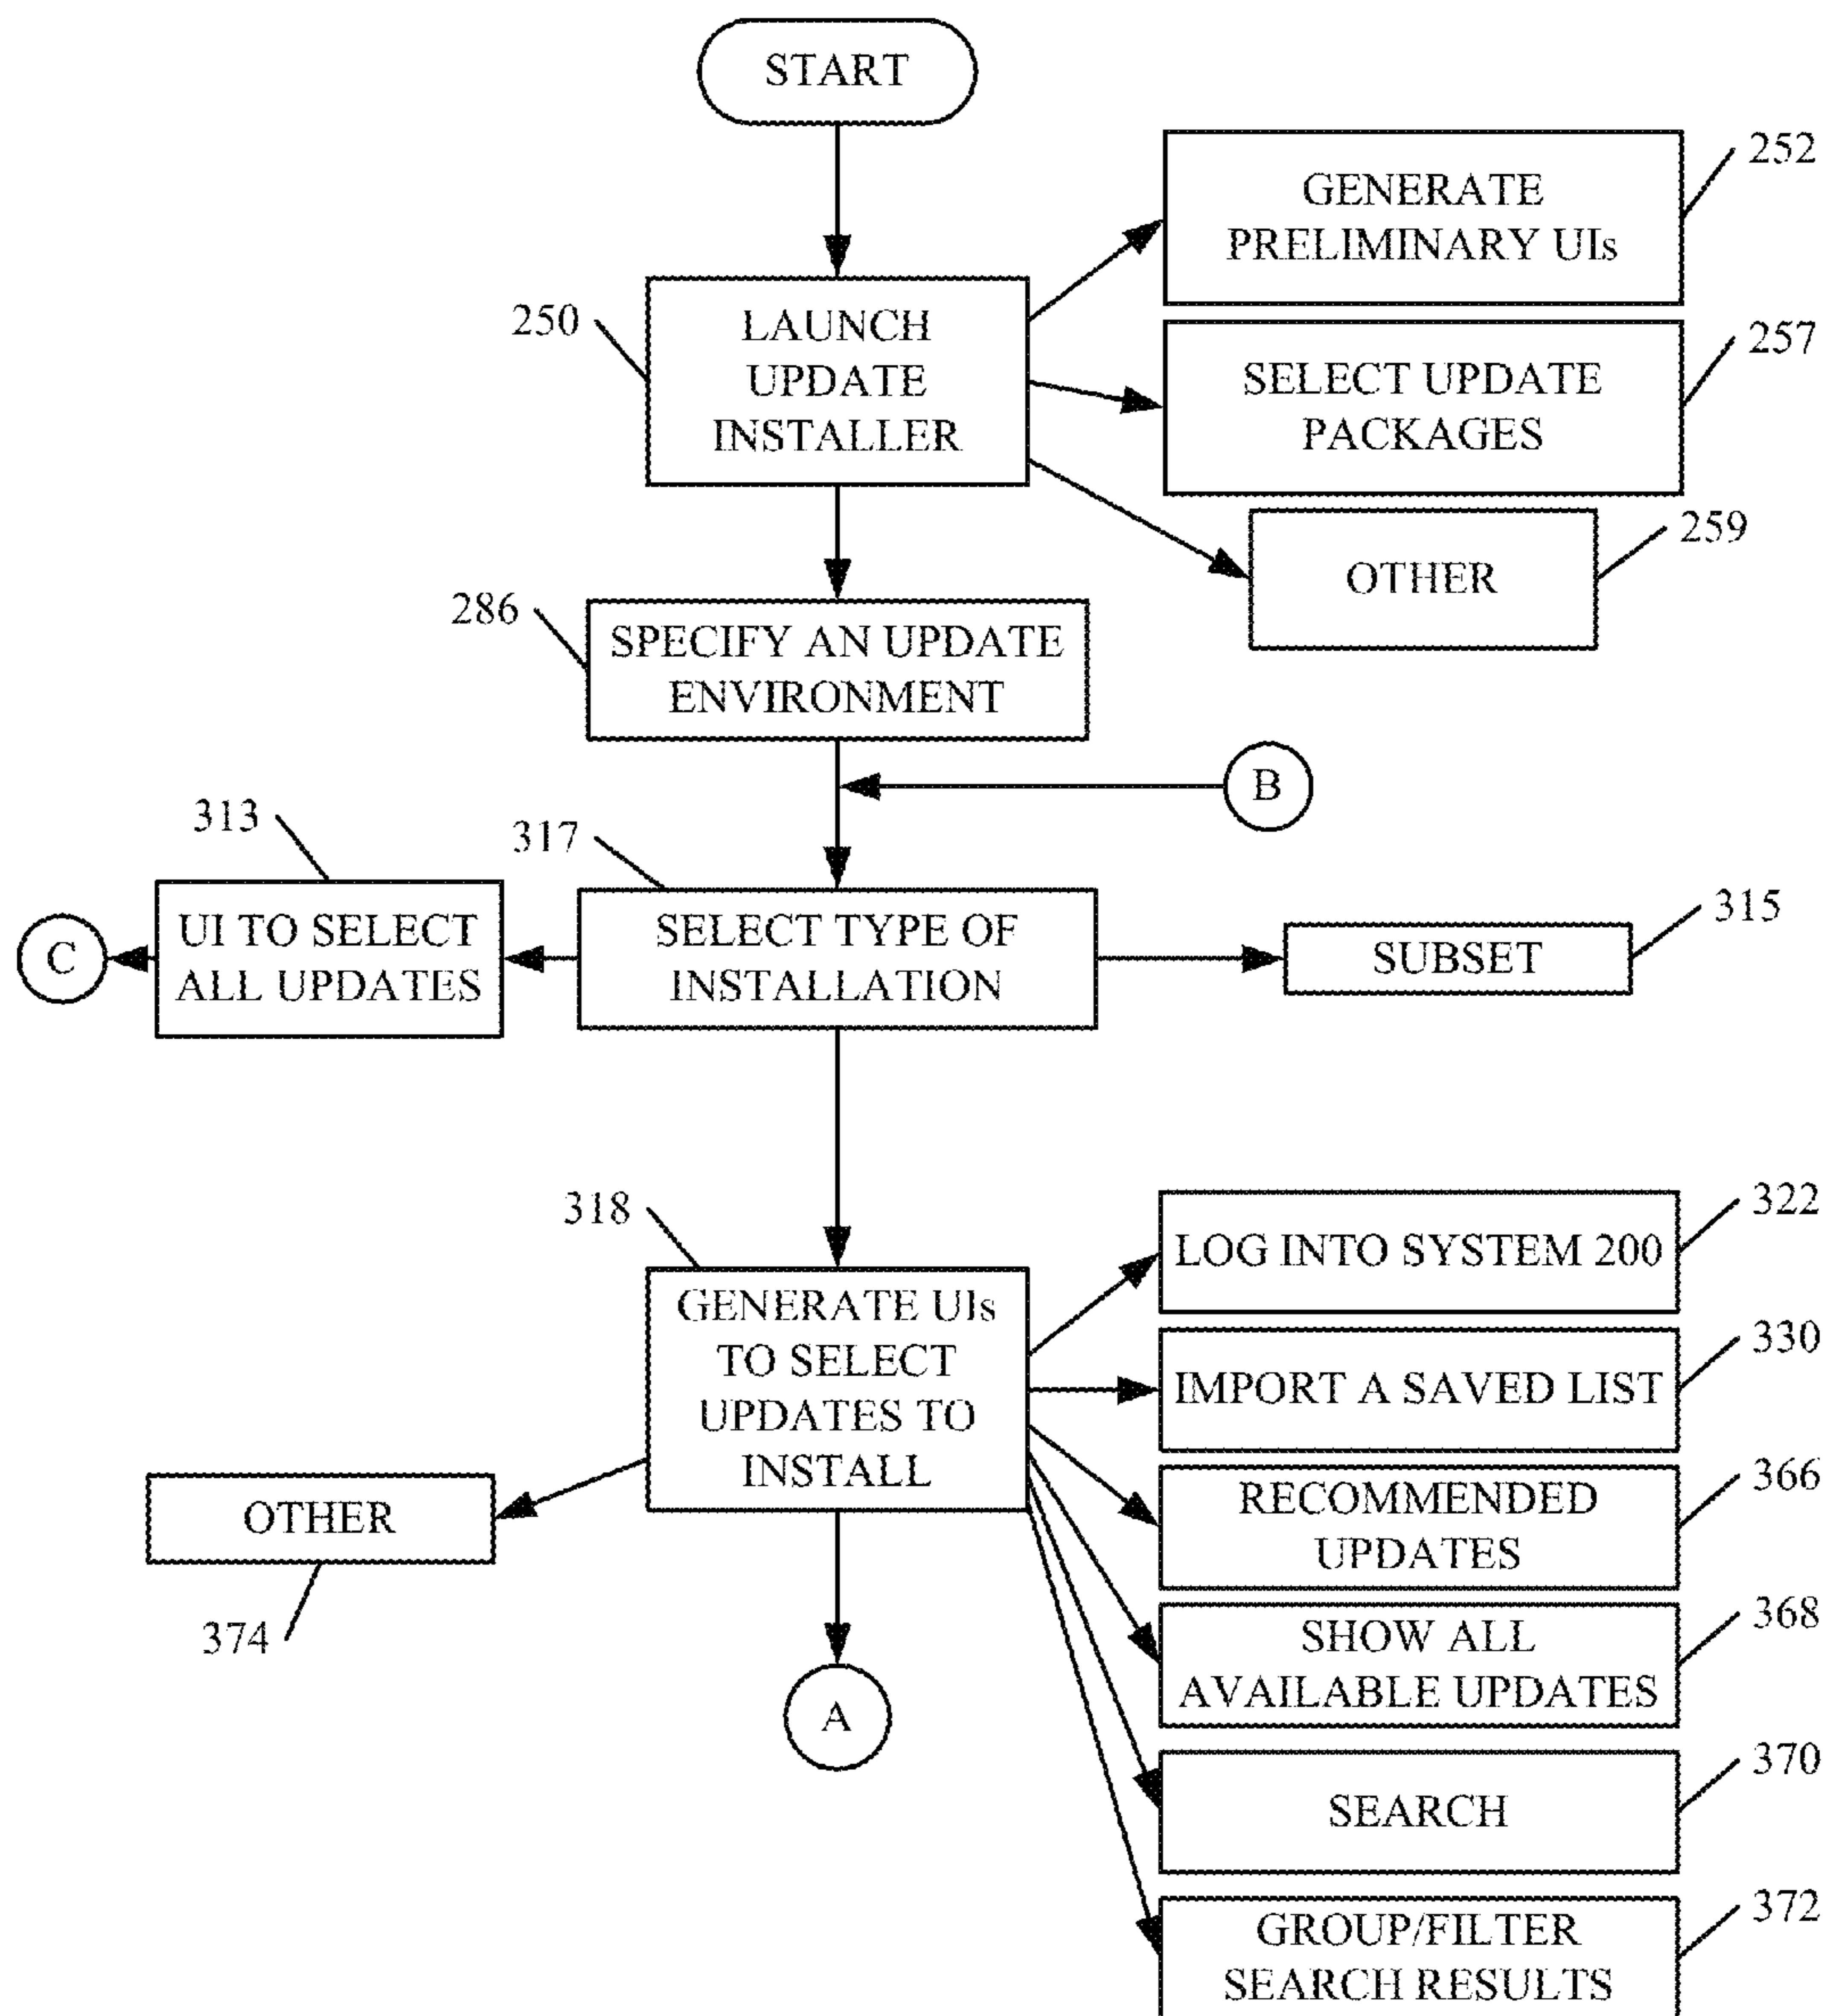 START
252
GENERATE
PRELIMINARY UIs
250
LAUNCH
UPDATE
INSTALLER
257
SELECT UPDATE
PACKAGES
259
OTHER
286
SPECIFY AN UPDATE
ENVIRONMENT
B
313
317
C
UI TO SELECT
ALL UPDATES
SELECT TYPE OF
INSTALLATION
315
SUBSET
318
GENERATE UIs
TO SELECT
UPDATES TO
INSTALL
322
LOG INTO SYSTEM 200
330
IMPORT A SAVED LIST
366
RECOMMENDED
UPDATES
OTHER
374
368
SHOW ALL
AVAILABLE UPDATES
A
370
SEARCH
372
GROUP/FILTER
SEARCH RESULTS